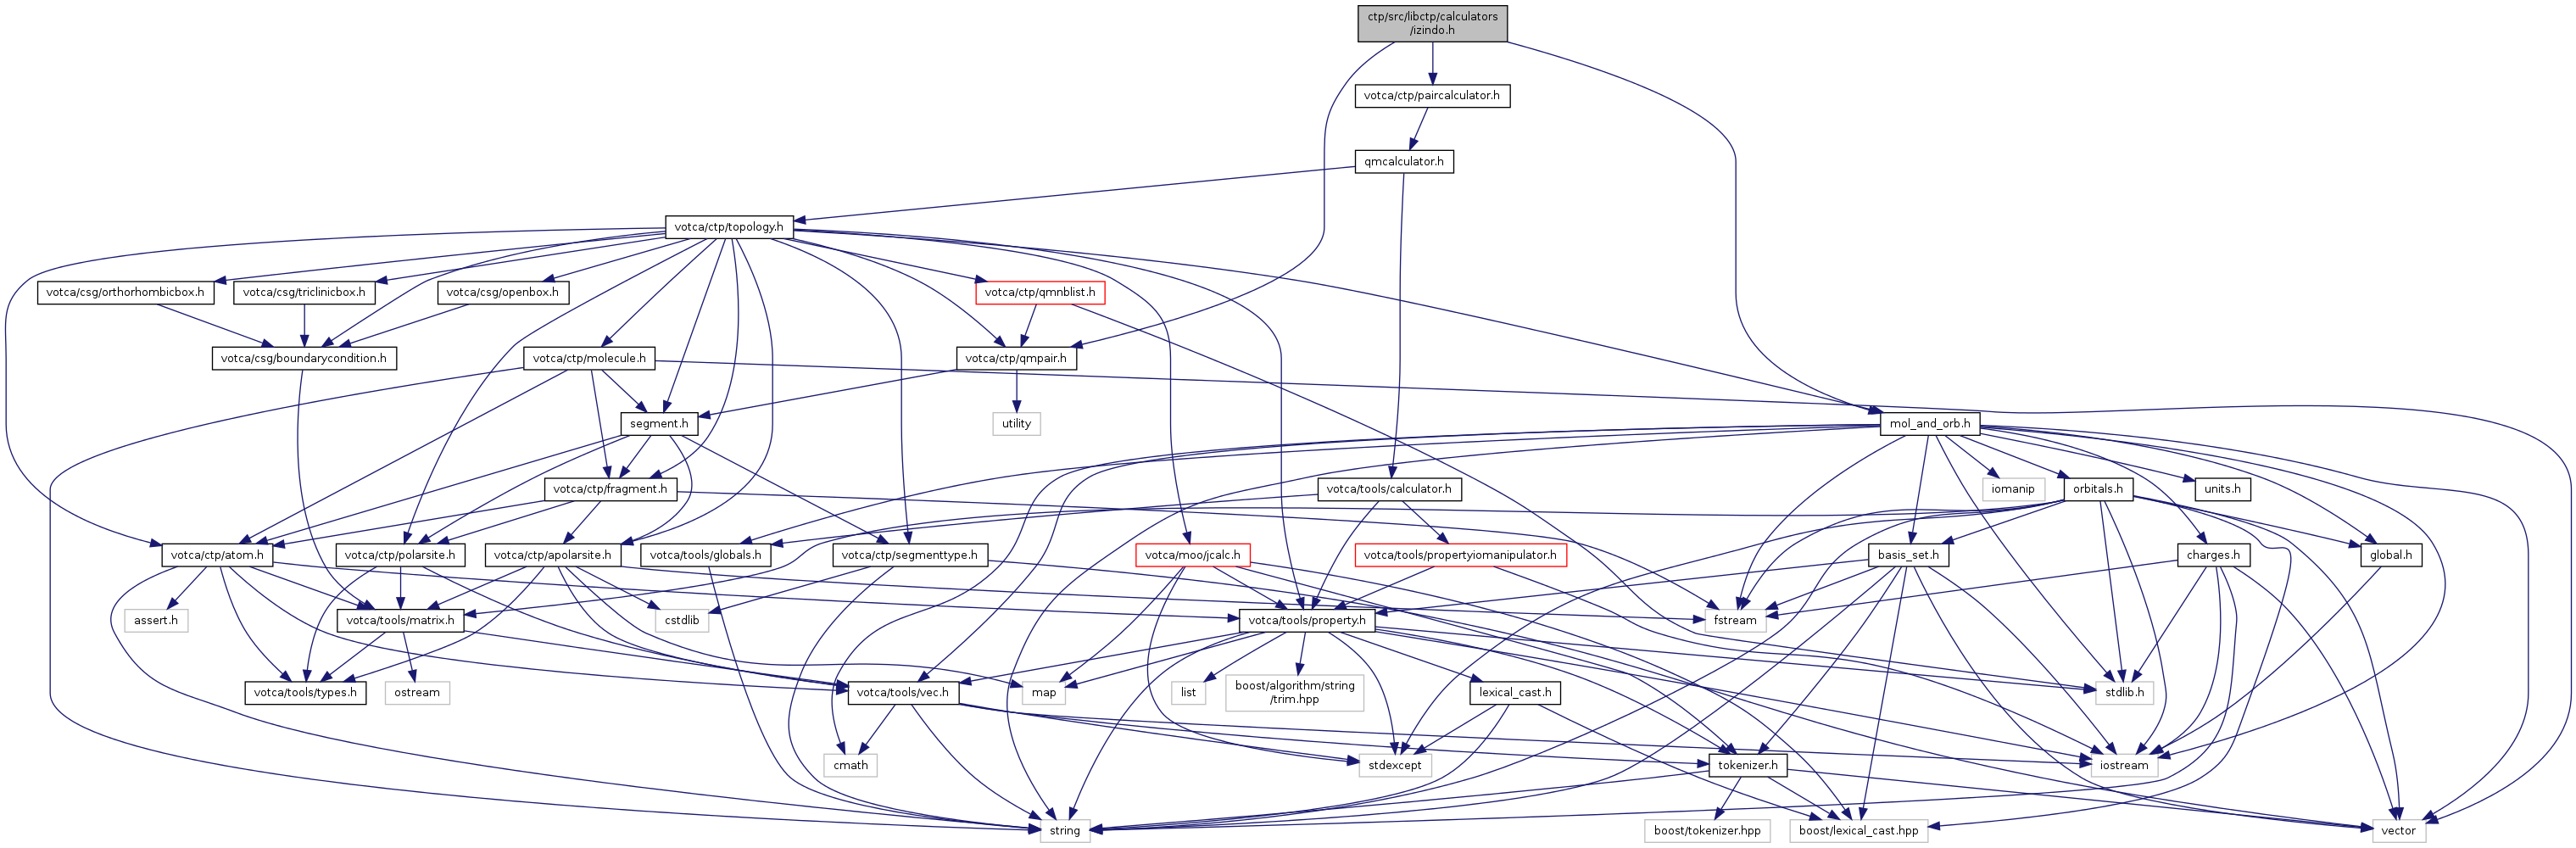 ctp/src/libctp/calculators
/izindo.h
votca/ctp/paircalculator.h
qmcalculator.h
votca/ctp/topology.h
votca/csg/orthorhombicbox.h
votca/csg/triclinicbox.h
votca/csg/openbox.h
votca/ctp/qmnblist.h
votca/csg/boundarycondition.h
votca/ctp/molecule.h
votca/ctp/qmpair.h
segment.h
utility
mol_and_orb.h
votca/ctp/fragment.h
votca/tools/calculator.h
iomanip
orbitals.h
units.h
votca/ctp/atom.h
votca/ctp/polarsite.h
votca/ctp/apolarsite.h
votca/tools/globals.h
votca/ctp/segmenttype.h
votca/moo/jcalc.h
votca/tools/propertyiomanipulator.h
basis_set.h
charges.h
global.h
assert.h
votca/tools/matrix.h
cstdlib
votca/tools/property.h
fstream
votca/tools/types.h
ostream
votca/tools/vec.h
map
list
boost/algorithm/string
/trim.hpp
lexical_cast.h
stdlib.h
cmath
stdexcept
tokenizer.h
iostream
string
boost/tokenizer.hpp
boost/lexical_cast.hpp
vector